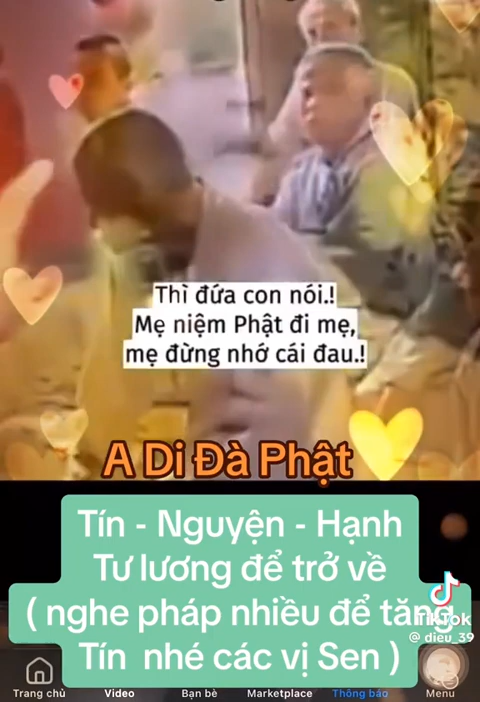 Thì đứa con nói.!
Mẹ niệm Phật đi mẹ,
mẹ đừng nhớ cái đau.!
A Di Đà Phật
Tín - Nguyện - Hạnh
Tư lương để trở về
( nghe pháp nhiều để tăng
Tín nhé các vị Sen )
TikTok
@ dieu_39
Trang chủ Video Bạn bè Marketplace Thông báo Menu